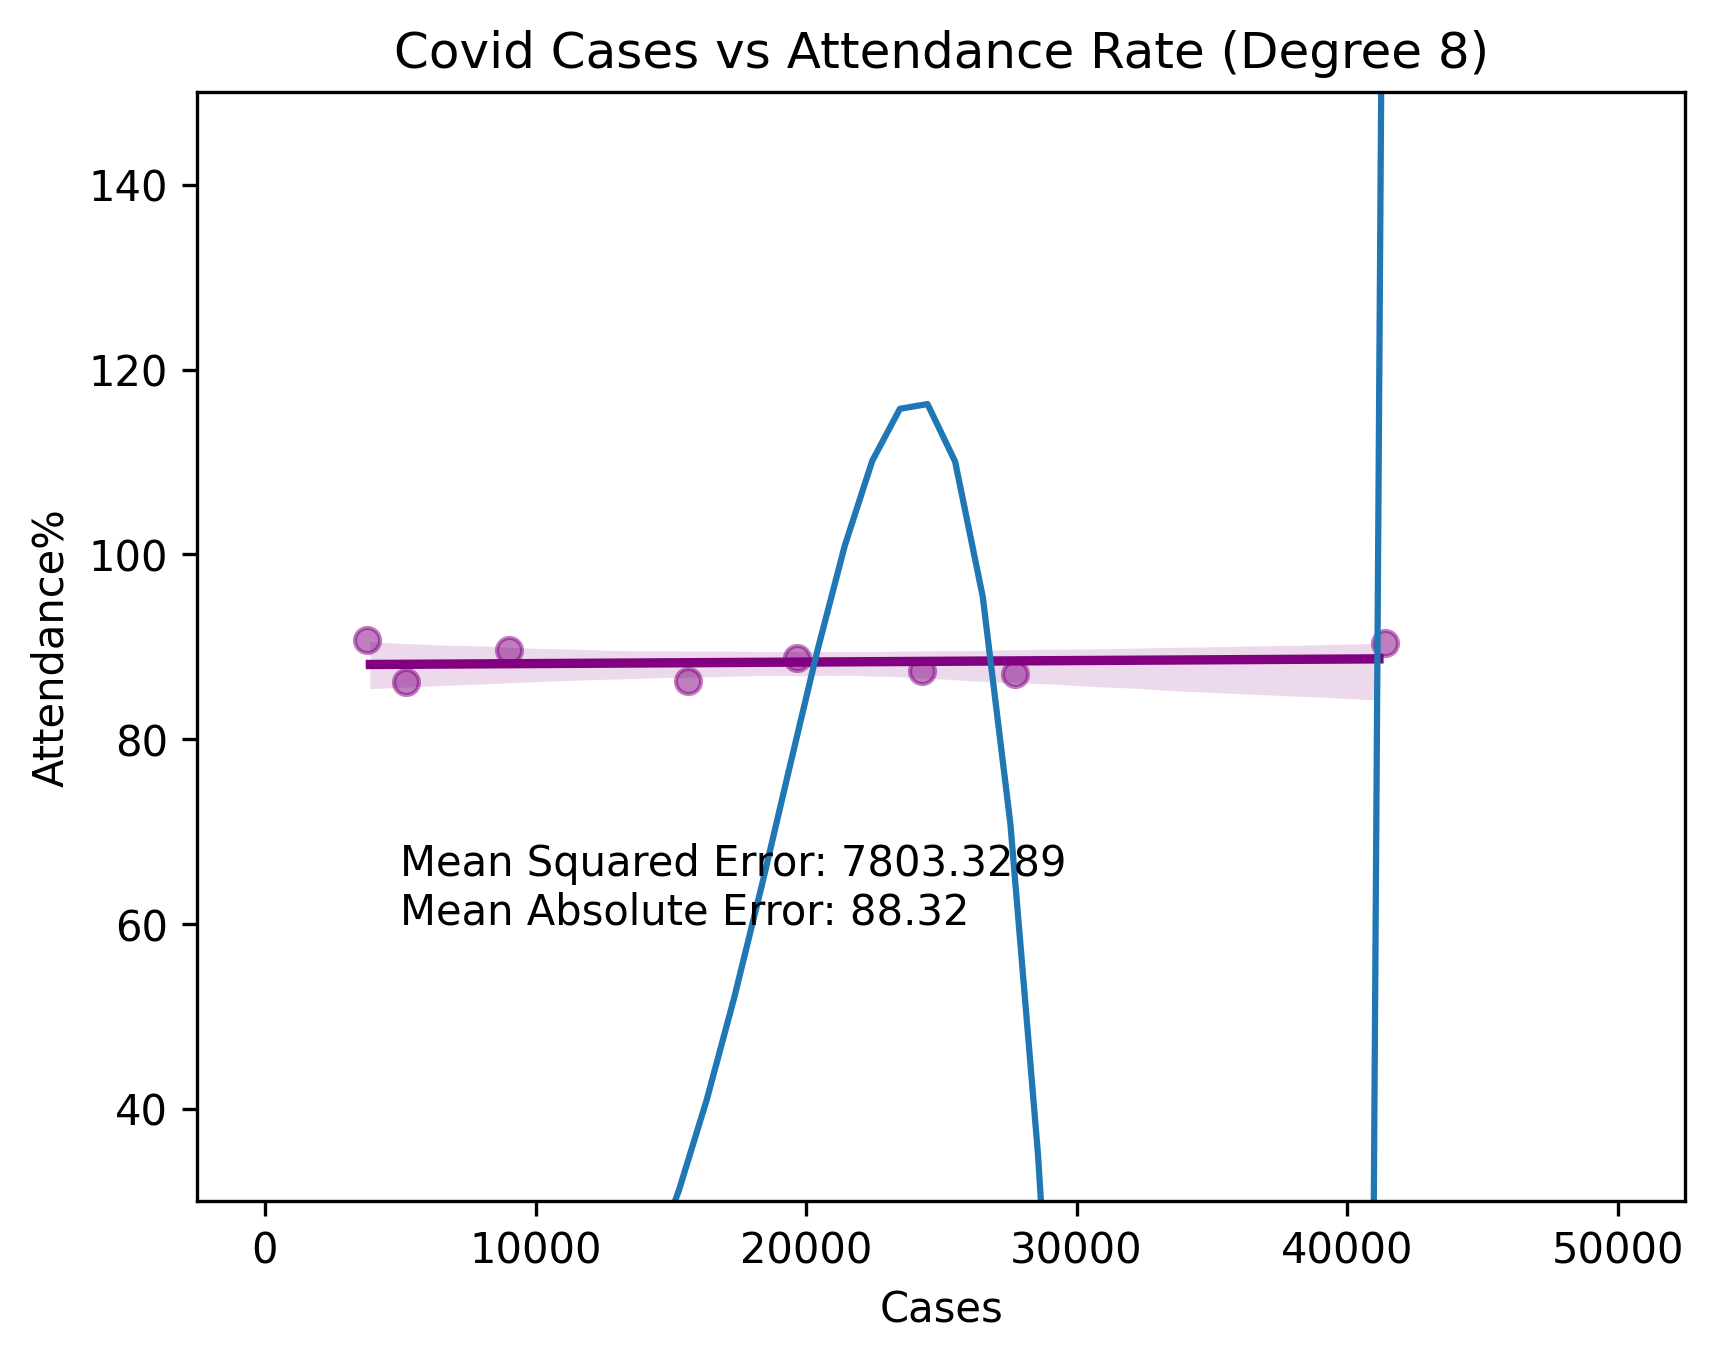 Covid Cases vs Attendance Rate (Degree 8)
140
120
100
80
60
40
Attendance%
Mean Squared Error: 7803.3289
Mean Absolute Error: 88.32
0 10000 20000 30000 40000 50000
Cases